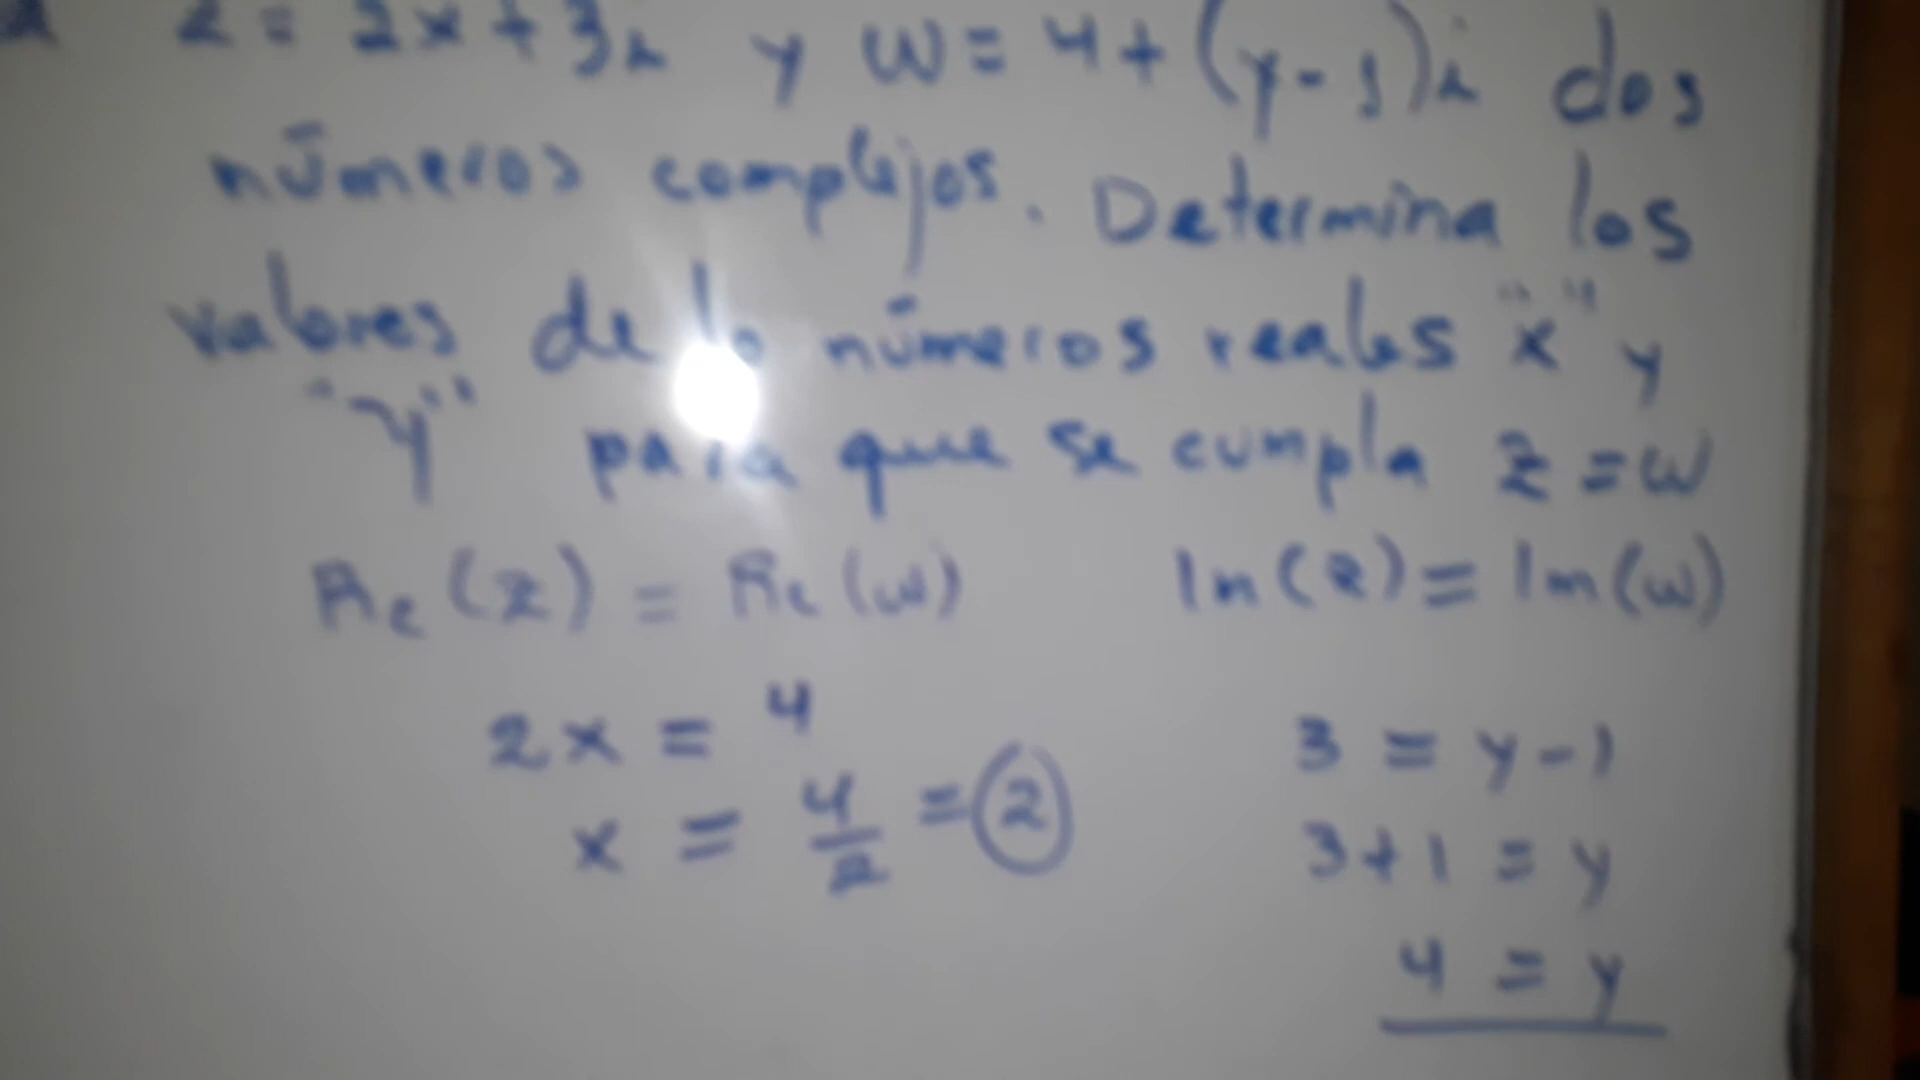 z = 2x + 3i y w = 4 + (y - 1)i dos
números complejos. Determina los
valores de lo números reales "x" y
"y" para que se cumpla z = w
Re(z) = Re(w) Im(z) = Im(w)
2x = 4 3 = y - 1
x = 4/2 = 2 3 + 1 = y
4 = y